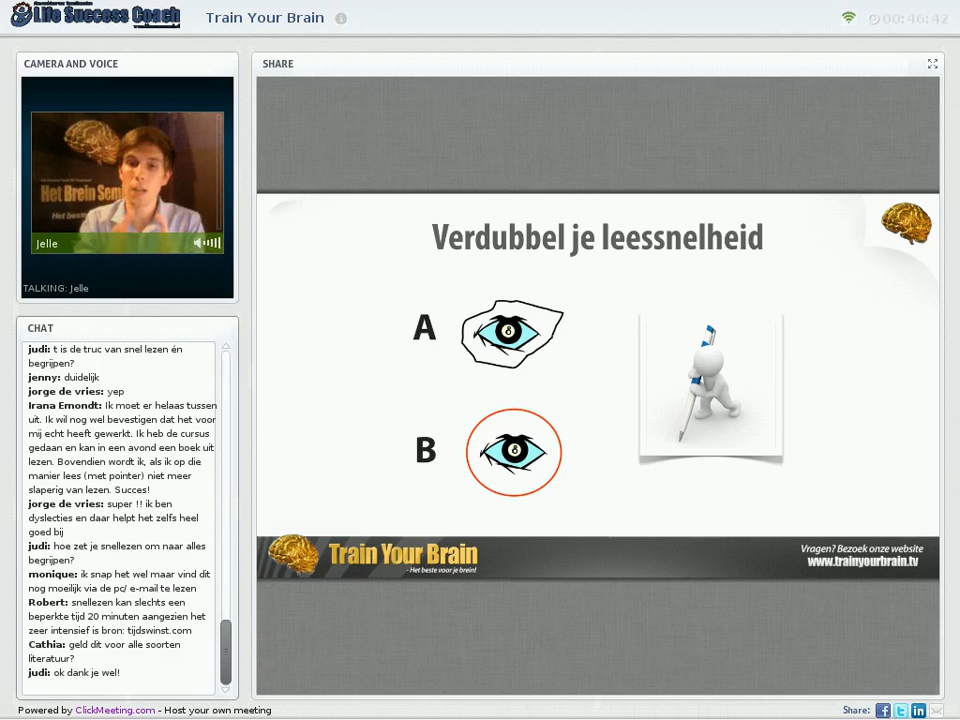 Life Success Coach
Train Your Brain
00:46:42
CAMERA AND VOICE
Het Brein Sem
Het beste
Jelle
TALKING: Jelle
CHAT
judi: t is de truc van snel lezen én
begrijpen?
jenny: duidelijk
jorge de vries: yep
Irana Emondt: Ik moet er helaas tussen
uit. Ik wil nog wel bevestigen dat het voor
mij echt heeft gewerkt. Ik heb de cursus
gedaan en kan in een avond een boek uit
lezen. Bovendien wordt ik, als ik op die
manier lees (met pointer) niet meer
slaperig van lezen. Succes!
jorge de vries: super !! ik ben
dyslecties en daar helpt het zelfs heel
goed bij
judi: hoe zet je snellezen om naar alles
begrijpen?
monique: ik snap het wel maar vind dit
nog moeilijk via de pc/ e-mail te lezen
Robert: snellezen kan slechts een
beperkte tijd 20 minuten aangezien het
zeer intensief is bron: tijdswinst.com
Cathia: geld dit voor alle soorten
literatuur?
judi: ok dank je wel!
SHARE
Verdubbel je leessnelheid
A
8
B
8
Train Your Brain
- Het beste voor je brein!
Vragen? Bezoek onze website
www.trainyourbrain.tv
Powered by ClickMeeting.com - Host your own meeting
Share: